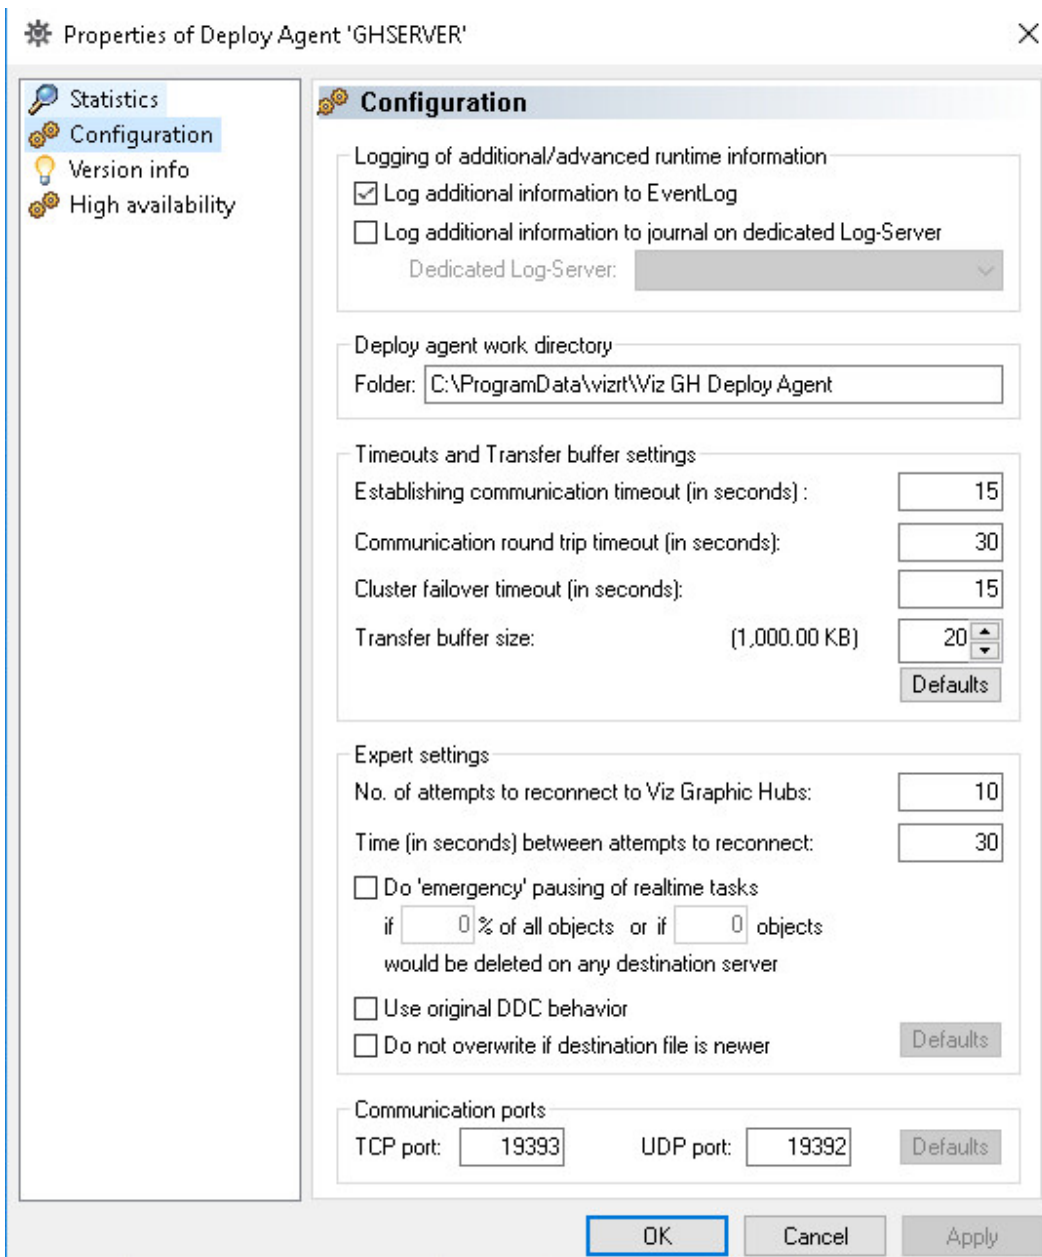 Properties of Deploy Agent 'GHSERVER'
Statistics
Configuration
Version info
High availability
Configuration
Logging of additional/advanced runtime information
Log additional information to EventLog
Log additional information to journal on dedicated Log-Server
Dedicated Log-Server:
Deploy agent work directory
Folder: C:\ProgramData\vizrt\Viz GH Deploy Agent
Timeouts and Transfer buffer settings
Establishing communication timeout (in seconds) : 15
Communication round trip timeout (in seconds): 30
Cluster failover timeout (in seconds): 15
Transfer buffer size: (1,000.00 KB) 20
Defaults
Expert settings
No. of attempts to reconnect to Viz Graphic Hubs: 10
Time (in seconds) between attempts to reconnect: 30
Do 'emergency' pausing of realtime tasks
if 0 % of all objects or if 0 objects
would be deleted on any destination server
Use original DDC behavior
Do not overwrite if destination file is newer
Defaults
Communication ports
TCP port: 19393 UDP port: 19392 Defaults
OK Cancel Apply